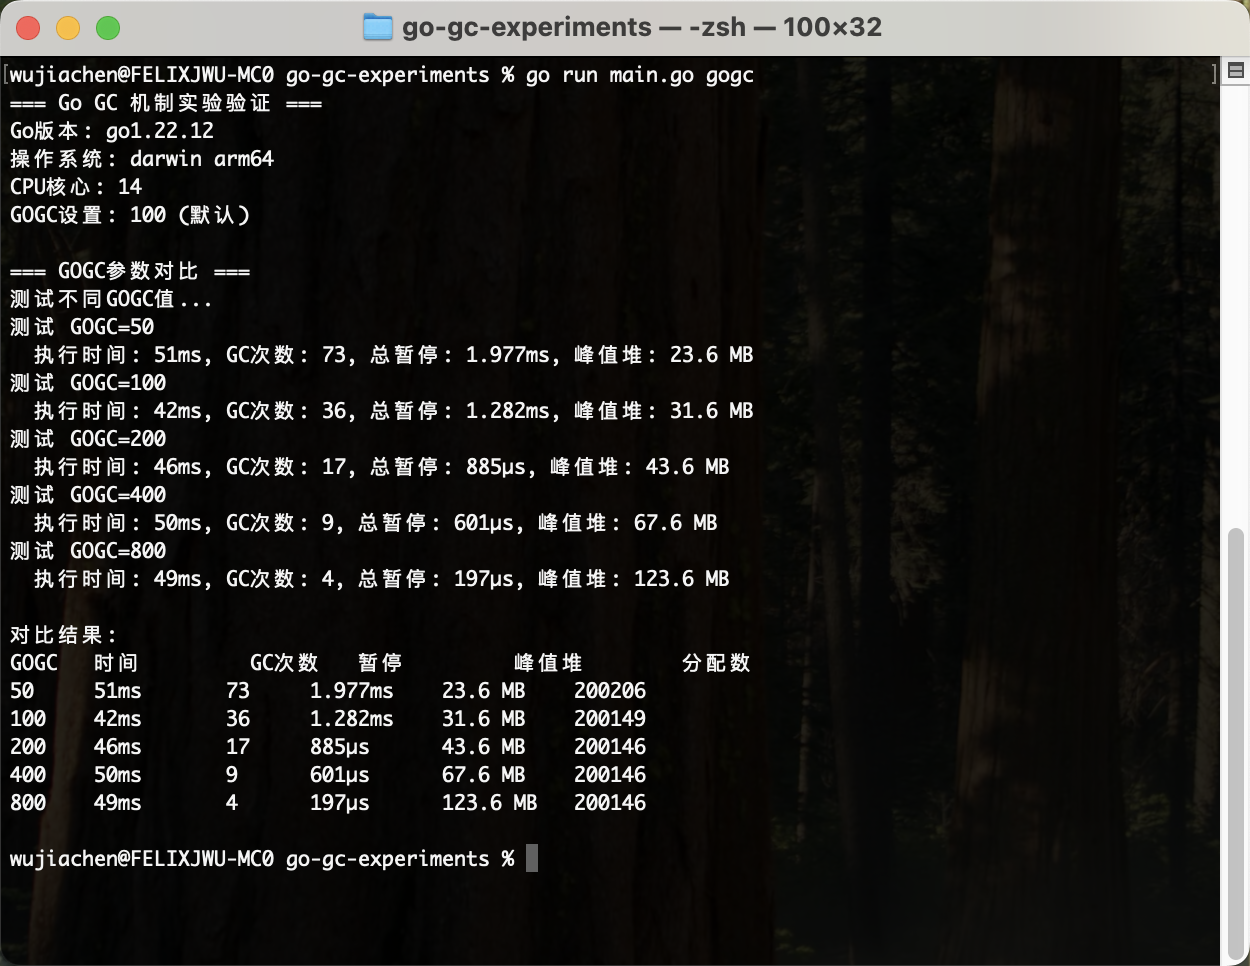 go-gc-experiments — -zsh — 100×32
[wujiachen@FELIXJWU-MC0 go-gc-experiments % go run main.go gogc ]
=== Go GC 机制实验验证 ===
Go版本: go1.22.12
操作系统: darwin arm64
CPU核心: 14
GOGC设置: 100 (默认)
=== GOGC参数对比 ===
测试不同GOGC值...
测试 GOGC=50
执行时间: 51ms, GC次数: 73, 总暂停: 1.977ms, 峰值堆: 23.6 MB
测试 GOGC=100
执行时间: 42ms, GC次数: 36, 总暂停: 1.282ms, 峰值堆: 31.6 MB
测试 GOGC=200
执行时间: 46ms, GC次数: 17, 总暂停: 885µs, 峰值堆: 43.6 MB
测试 GOGC=400
执行时间: 50ms, GC次数: 9, 总暂停: 601µs, 峰值堆: 67.6 MB
测试 GOGC=800
执行时间: 49ms, GC次数: 4, 总暂停: 197µs, 峰值堆: 123.6 MB
对比结果:
GOGC 时间 GC次数 暂停 峰值堆 分配数
50 51ms 73 1.977ms 23.6 MB 200206
100 42ms 36 1.282ms 31.6 MB 200149
200 46ms 17 885µs 43.6 MB 200146
400 50ms 9 601µs 67.6 MB 200146
800 49ms 4 197µs 123.6 MB 200146
wujiachen@FELIXJWU-MC0 go-gc-experiments %